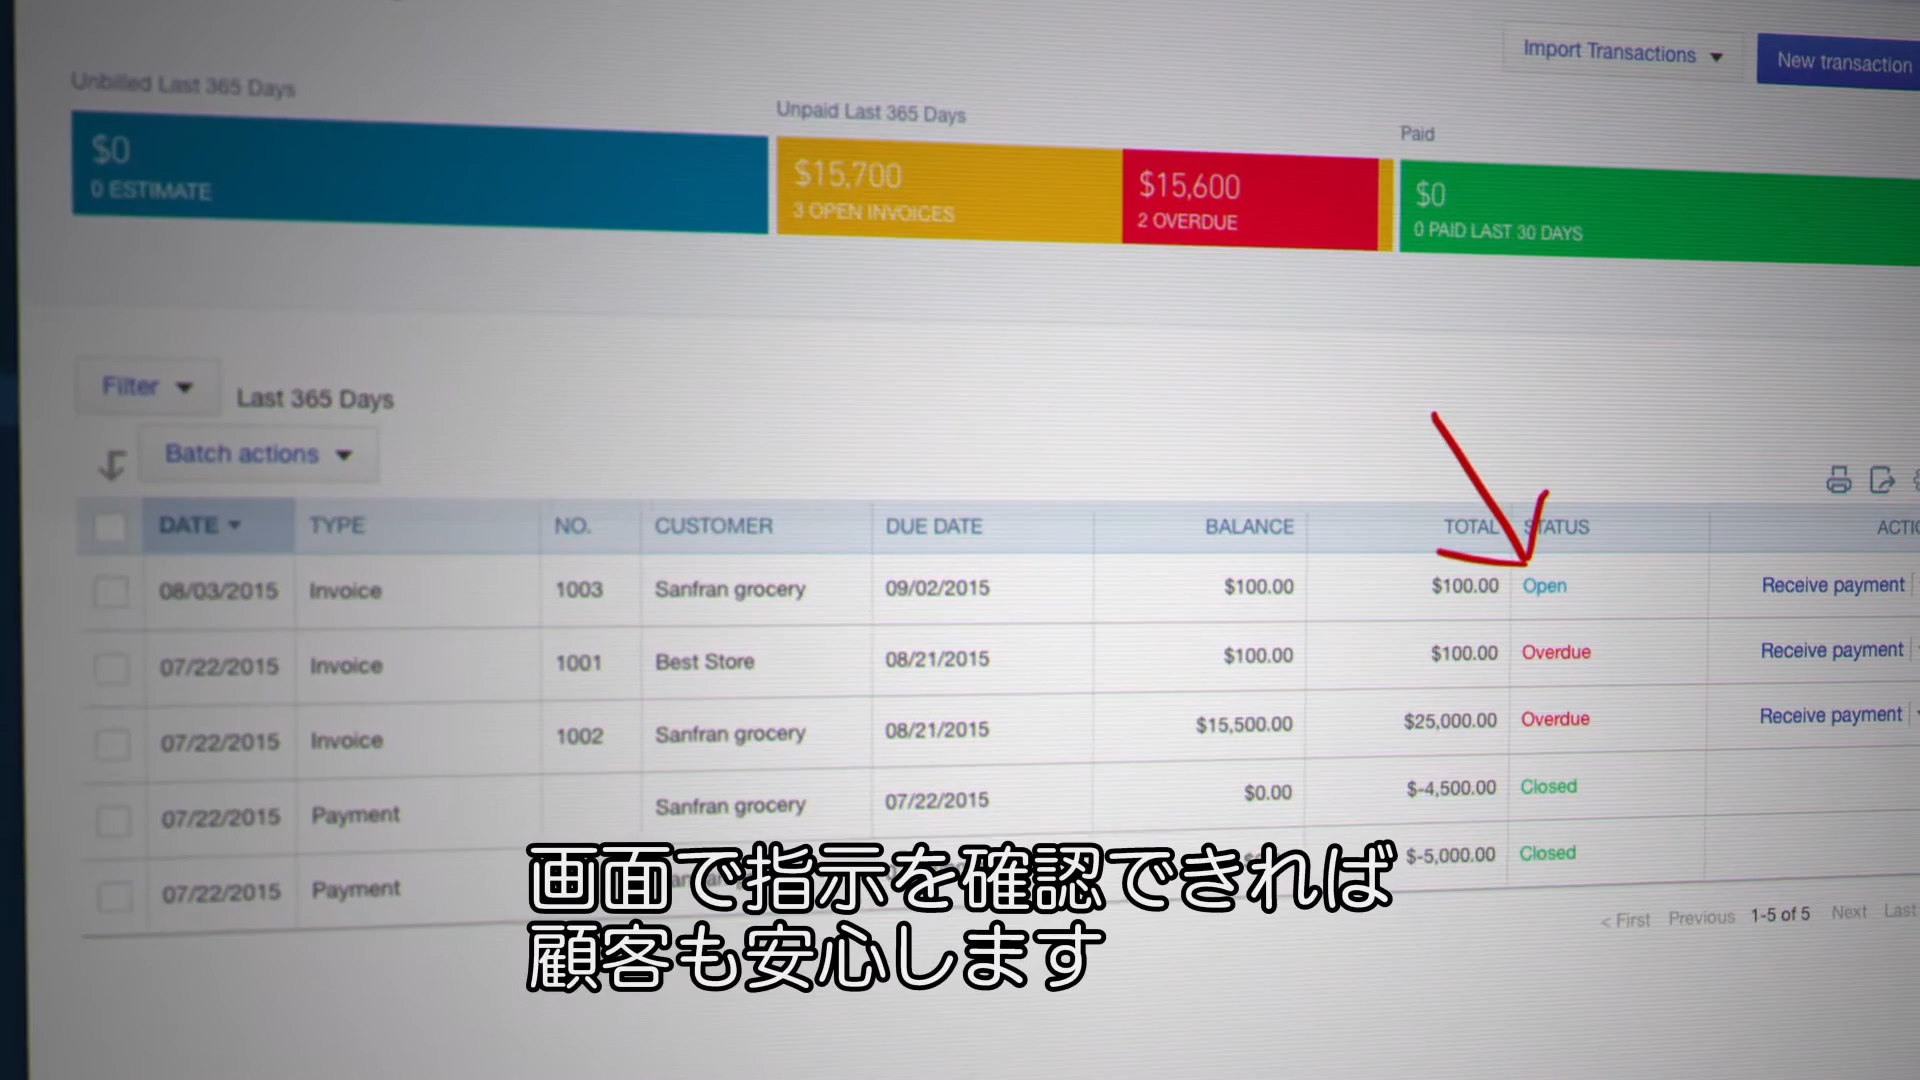 Import Transactions
New transaction
Unbilled Last 365 Days
Unpaid Last 365 Days
Paid
$0
0 ESTIMATE
$15,700
3 OPEN INVOICES
$15,600
2 OVERDUE
$0
0 PAID LAST 30 DAYS
Filter
Last 365 Days
Batch actions
DATE TYPE NO. CUSTOMER DUE DATE BALANCE TOTAL STATUS
08/03/2015 Invoice 1003 Sanfran grocery 09/02/2015 $100.00 $100.00 Open Receive payment
07/22/2015 Invoice 1001 Best Store 08/21/2015 $100.00 $100.00 Overdue Receive payment
07/22/2015 Invoice 1002 Sanfran grocery 08/21/2015 $15,500.00 $25,000.00 Overdue Receive payment
07/22/2015 Payment Sanfran grocery 07/22/2015 $0.00 $-4,500.00 Closed
07/22/2015 Payment $-5,000.00 Closed
< First Previous 1-5 of 5 Next Last
画面で指示を確認できれば
顧客も安心します